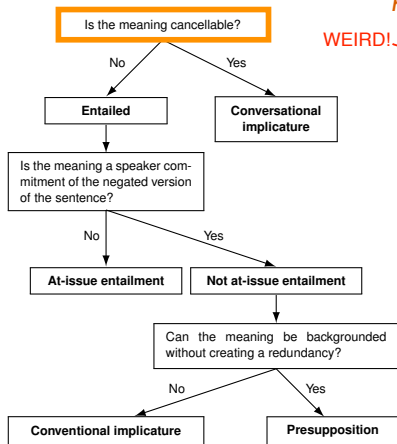 Is the meaning cancellable?
WEIRD!
No
Yes
Entailed
Conversational
implicature
Is the meaning a speaker com-
mitment of the negated version
of the sentence?
No
Yes
At-issue entailment
Not at-issue entailment
Can the meaning be backgrounded
without creating a redundancy?
No
Yes
Conventional implicature
Presupposition